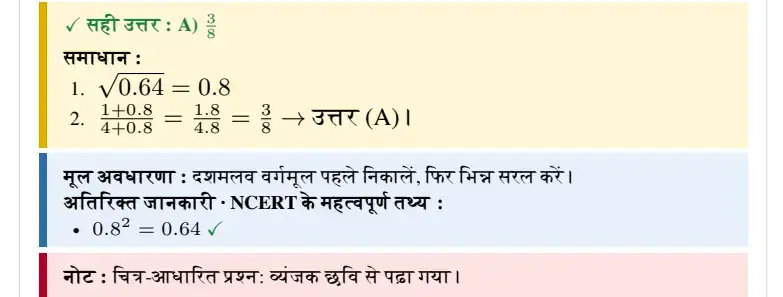 ✓ सही उत्तर : A) 3/8
समाधान :
1. √0.64 = 0.8
2. (1+0.8)/(4+0.8) = 1.8/4.8 = 3/8 → उत्तर (A)।
मूल अवधारणा : दशमलव वर्गमूल पहले निकालें, फिर भिन्न सरल करें।
अतिरिक्त जानकारी · NCERT के महत्वपूर्ण तथ्य :
• 0.8² = 0.64 ✓
नोट : चित्र-आधारित प्रश्न: व्यंजक छवि से पढ़ा गया।